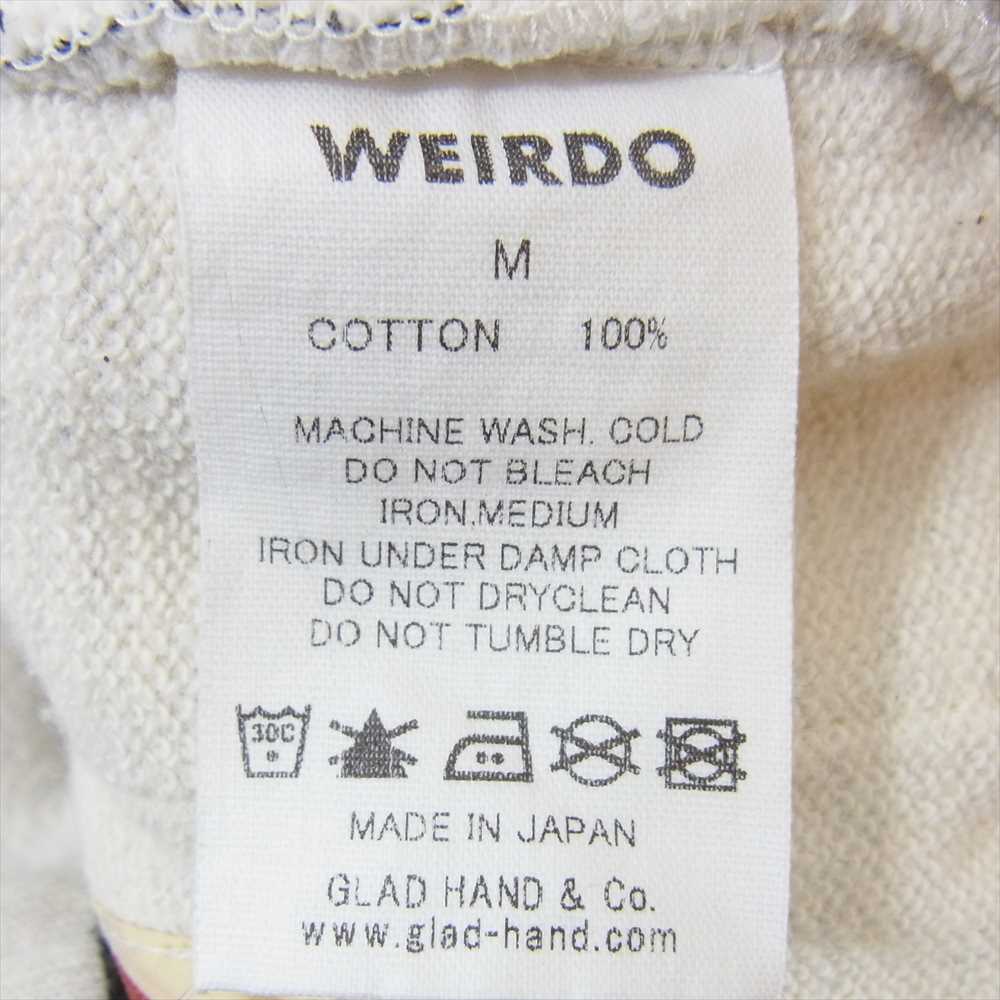 WEIRDO
M
COTTON 100%
MACHINE WASH. COLD
DO NOT BLEACH
IRON.MEDIUM
IRON UNDER DAMP CLOTH
DO NOT DRYCLEAN
DO NOT TUMBLE DRY
30C
MADE IN JAPAN
GLAD HAND & Co.
www.glad-hand.com